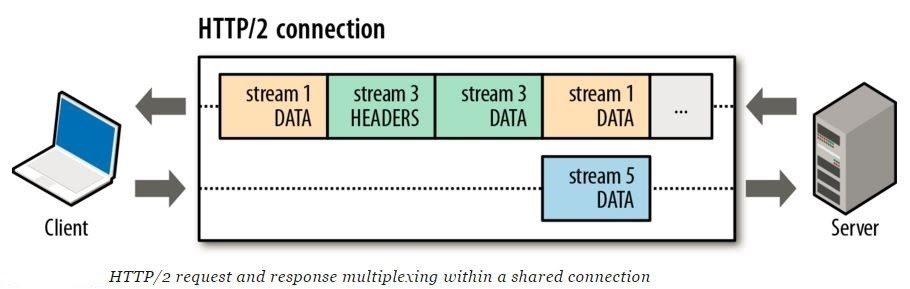 HTTP/2 connection
stream 1 stream 3 stream 3 stream 1 ...
DATA HEADERS DATA DATA
stream 5
DATA
Client
Server
HTTP/2 request and response multiplexing within a shared connection